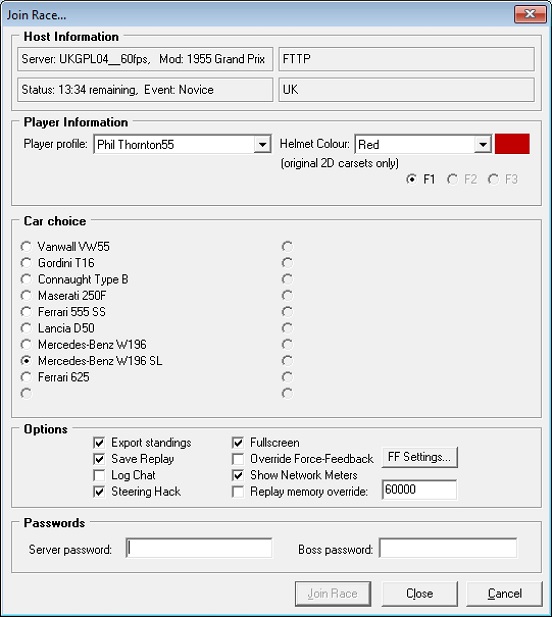 Join Race...
Host Information
Server: UKGPL04__60fps, Mod: 1955 Grand Prix
FTTP
Status: 13:34 remaining, Event: Novice
UK
Player Information
Player profile: Phil Thornton55
Helmet Colour: Red
(original 2D carsets only)
F1 F2 F3
Car choice
Vanwall VW55
Gordini T16
Connaught Type B
Maserati 250F
Ferrari 555 SS
Lancia D50
Mercedes-Benz W196
Mercedes-Benz W196 SL
Ferrari 625
Options
Export standings
Fullscreen
Save Replay
Override Force-Feedback
FF Settings...
Log Chat
Show Network Meters
Steering Hack
Replay memory override: 60000
Passwords
Server password:
Boss password:
Join Race
Close
Cancel